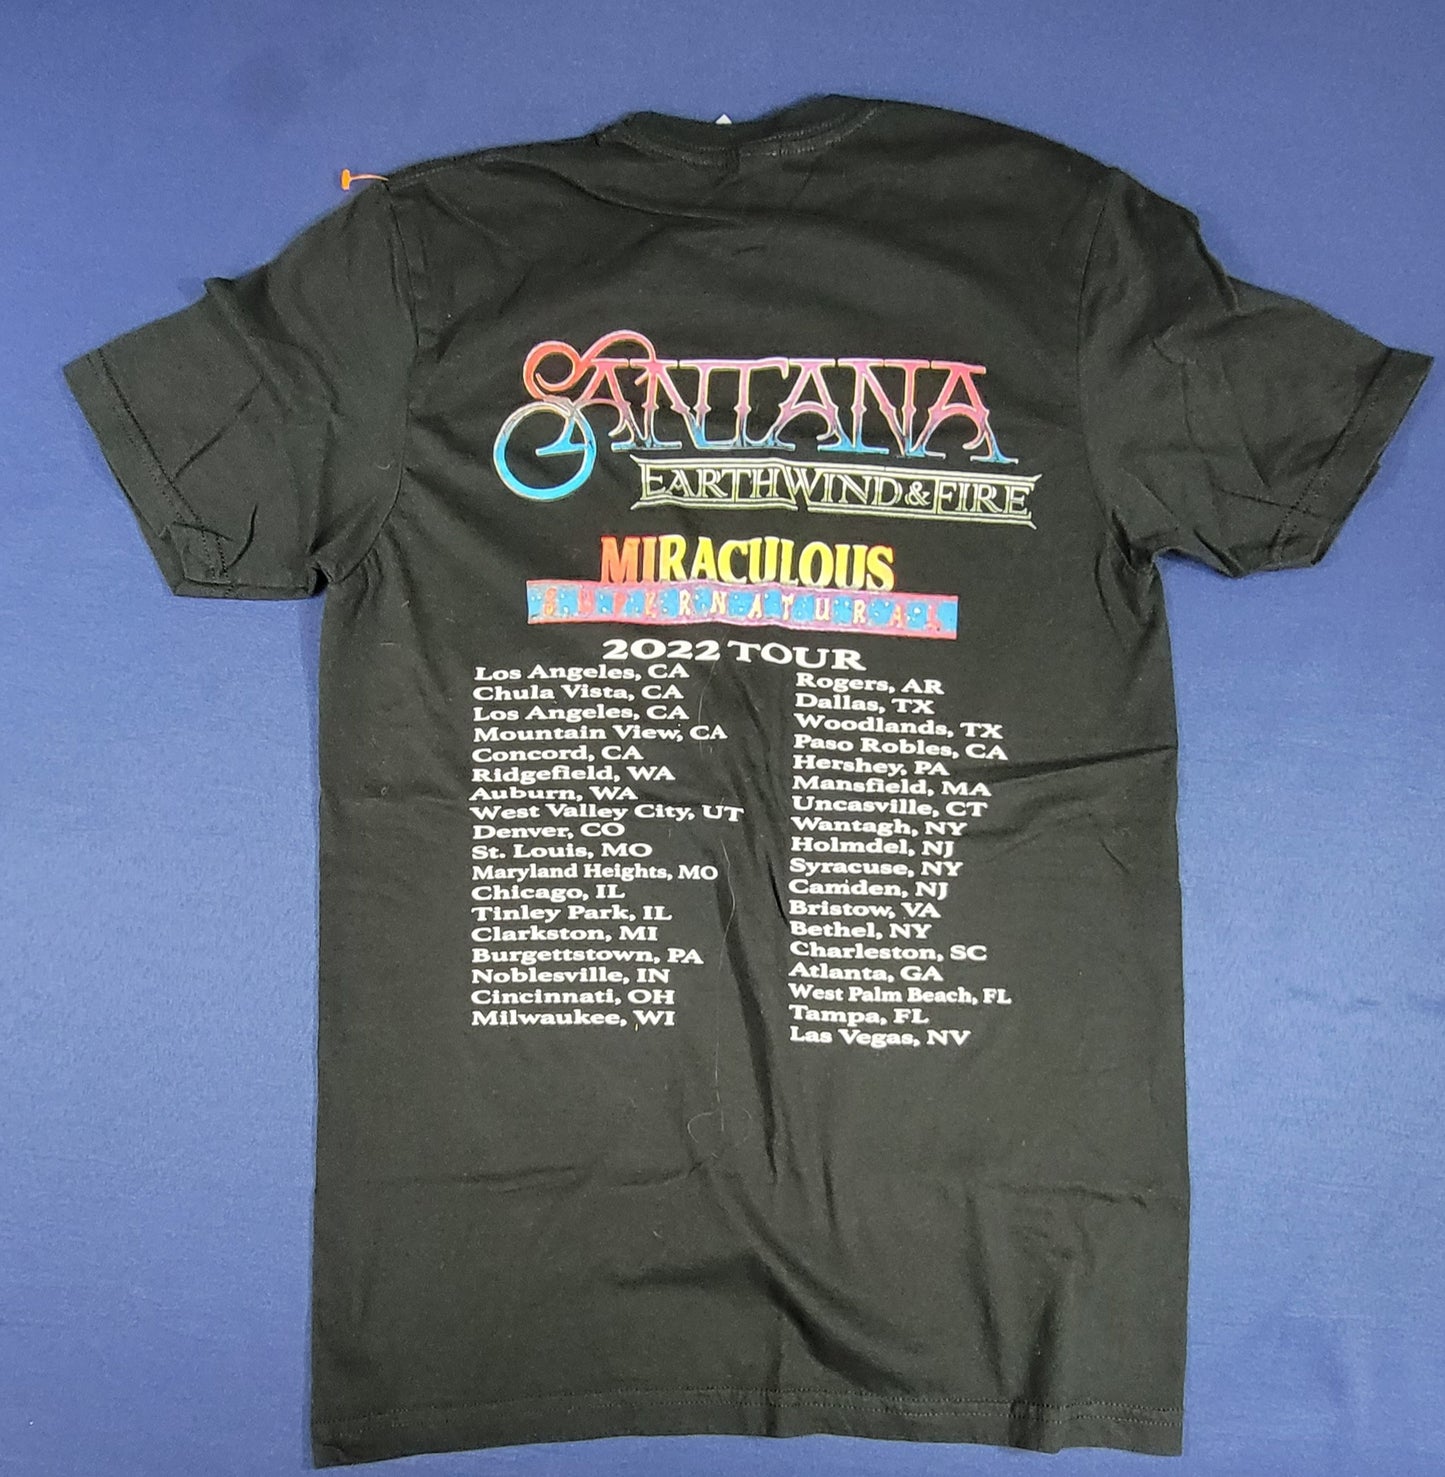 SANTANA
EARTH WIND & FIRE
MIRACULOUS
SUPERNATURAL
2022 TOUR
Los Angeles, CA
Chula Vista, CA
Los Angeles, CA
Mountain View, CA
Concord, CA
Ridgefield, WA
Auburn, WA
West Valley City, UT
Denver, CO
St. Louis, MO
Maryland Heights, MO
Chicago, IL
Tinley Park, IL
Clarkston, MI
Burgettstown, PA
Noblesville, IN
Cincinnati, OH
Milwaukee, WI
Rogers, AR
Dallas, TX
Woodlands, TX
Paso Robles, CA
Hershey, PA
Mansfield, MA
Uncasville, CT
Wantagh, NY
Holmdel, NJ
Syracuse, NY
Camden, NJ
Bristow, VA
Bethel, NY
Charleston, SC
Atlanta, GA
West Palm Beach, FL
Tampa, FL
Las Vegas, NV